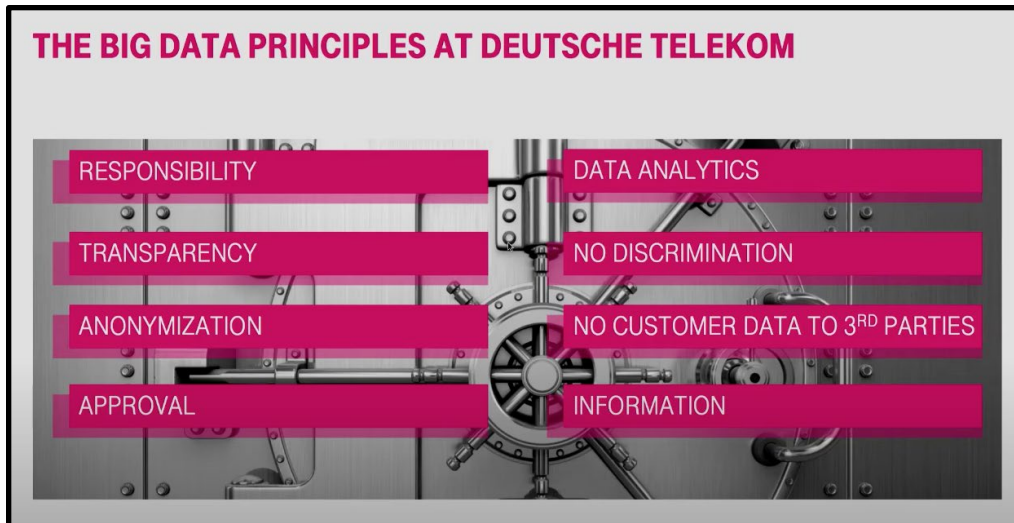 THE BIG DATA PRINCIPLES AT DEUTSCHE TELEKOM
RESPONSIBILITY
TRANSPARENCY
ANONYMIZATION
APPROVAL
DATA ANALYTICS
NO DISCRIMINATION
NO CUSTOMER DATA TO 3RD PARTIES
INFORMATION